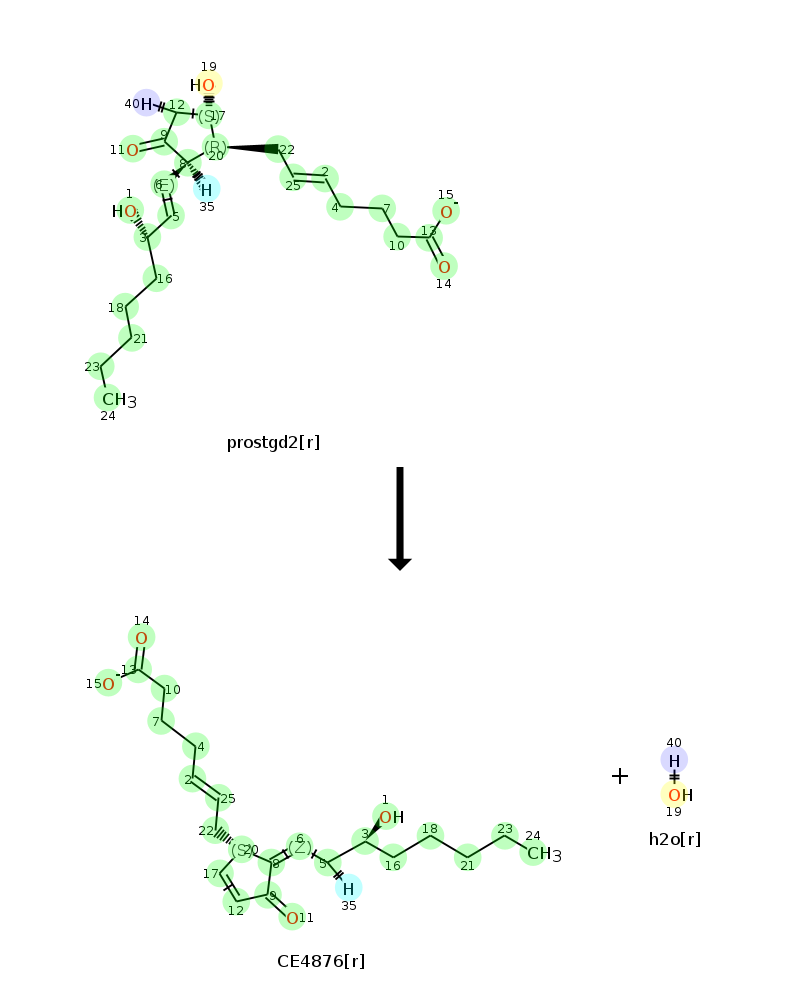 19
HO
40 H 12 (S) 17
9
11 O 8 (R) 20 22
6 (E) H 25 2
35
1 15
HO 5 4 7 O-
3 10 13
16 O
14
18
21
23
CH3
24
prostgd2[r]
14
O
15 O- 13
10
7
4
2
25
22
(S) 20
17 8
12 9
O 11
6
(Z)
5
H
35
1
OH
3
16
18
21
23
24
CH3
CE4876[r]
+
40
H
OH
19
h2o[r]